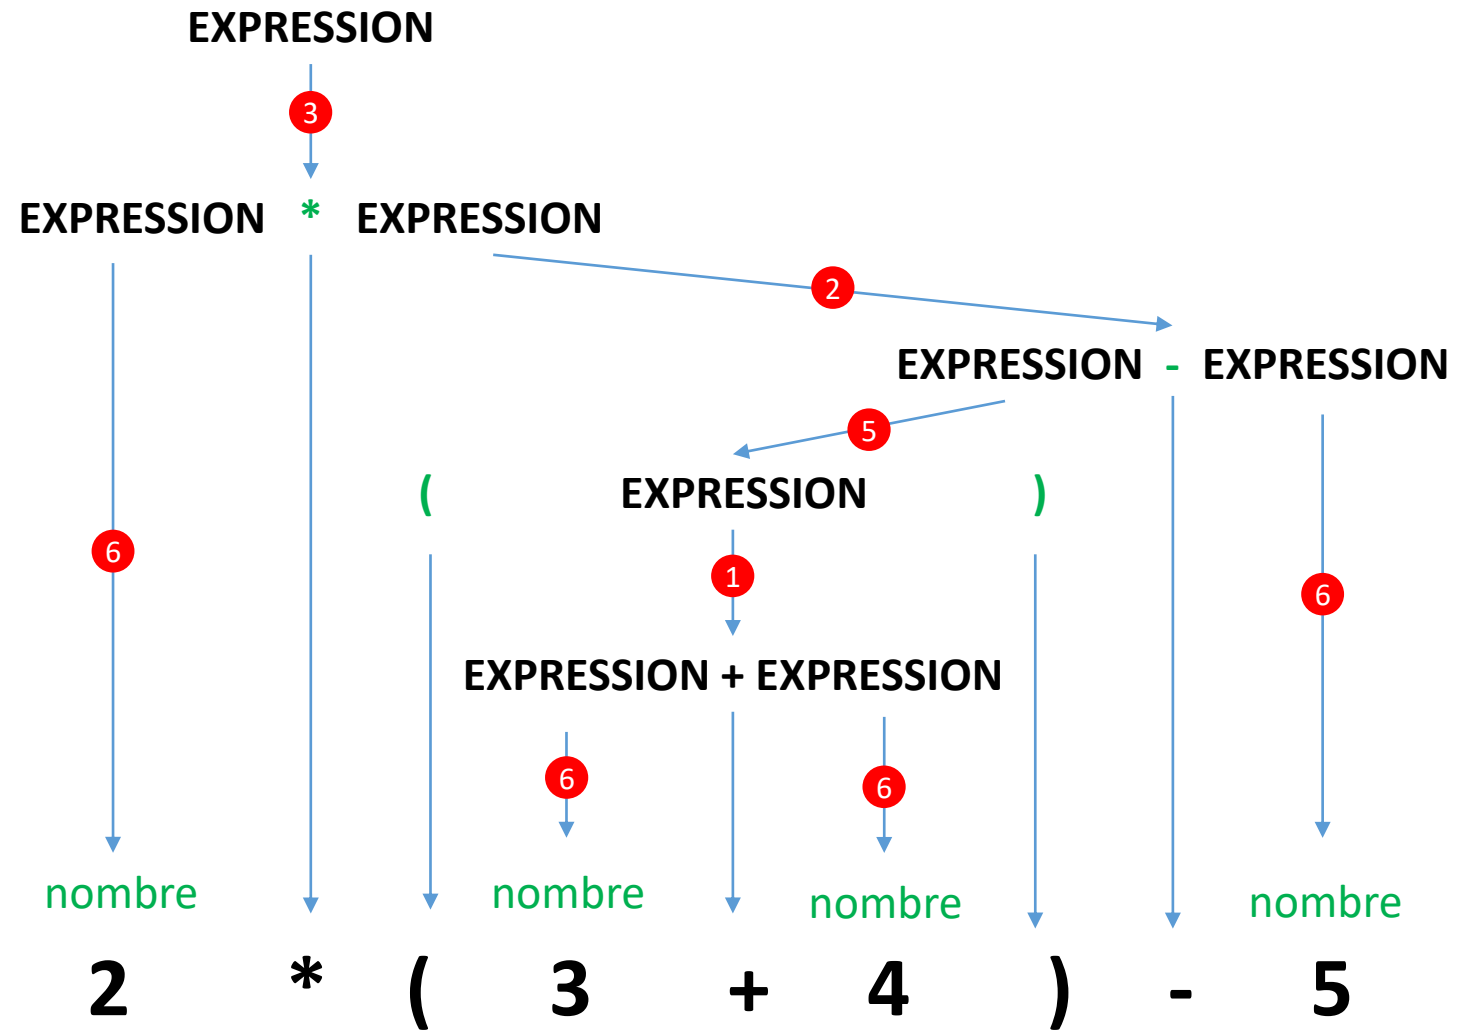 EXPRESSION
3
EXPRESSION * EXPRESSION
2
EXPRESSION - EXPRESSION
5
( EXPRESSION )
6
1
6
EXPRESSION + EXPRESSION
6
6
nombre nombre nombre nombre
2 * ( 3 + 4 ) - 5